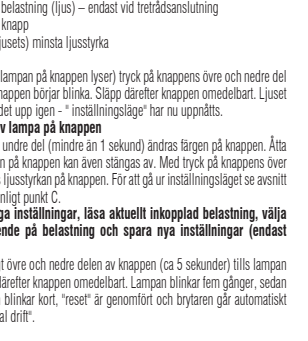 belastning (ljus) – endast vid tretrådsanslutning
knapp
jusets) minsta ljusstyrka
lampan på knappen lyser) tryck på knappens övre och nedre del
nappen börjar blinka. Släpp därefter knappen omedelbart. Ljuset
det upp igen - " inställningsläge" har nu uppnåtts.
v lampa på knappen
undre del (mindre än 1 sekund) ändras färgen på knappen. Åtta
n på knappen kan även stängas av. Med tryck på knappens över
ljusstyrkan på knappen. För att gå ur inställningsläget se avsnitt
nligt punkt C.
ga inställningar, läsa aktuellt inkopplad belastning, välja
ende på belastning och spara nya inställningar (endast
t övre och nedre delen av knappen (ca 5 sekunder) tills lampan
därefter knappen omedelbart. Lampan blinkar fem gånger, sedan
blinkar kort, "reset" är genomfört och brytaren går automatiskt
al drift".